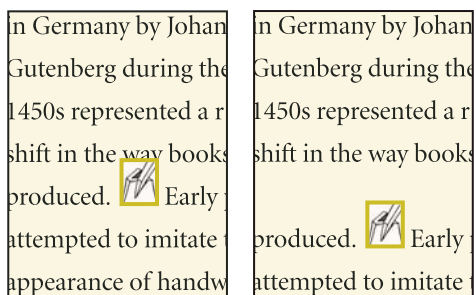 in Germany by Johan
Gutenberg during the
1450s represented a r
shift in the way books
produced. Early
attempted to imitate
appearance of handw
in Germany by Johan
Gutenberg during the
1450s represented a r
shift in the way books
produced. Early
attempted to imitate